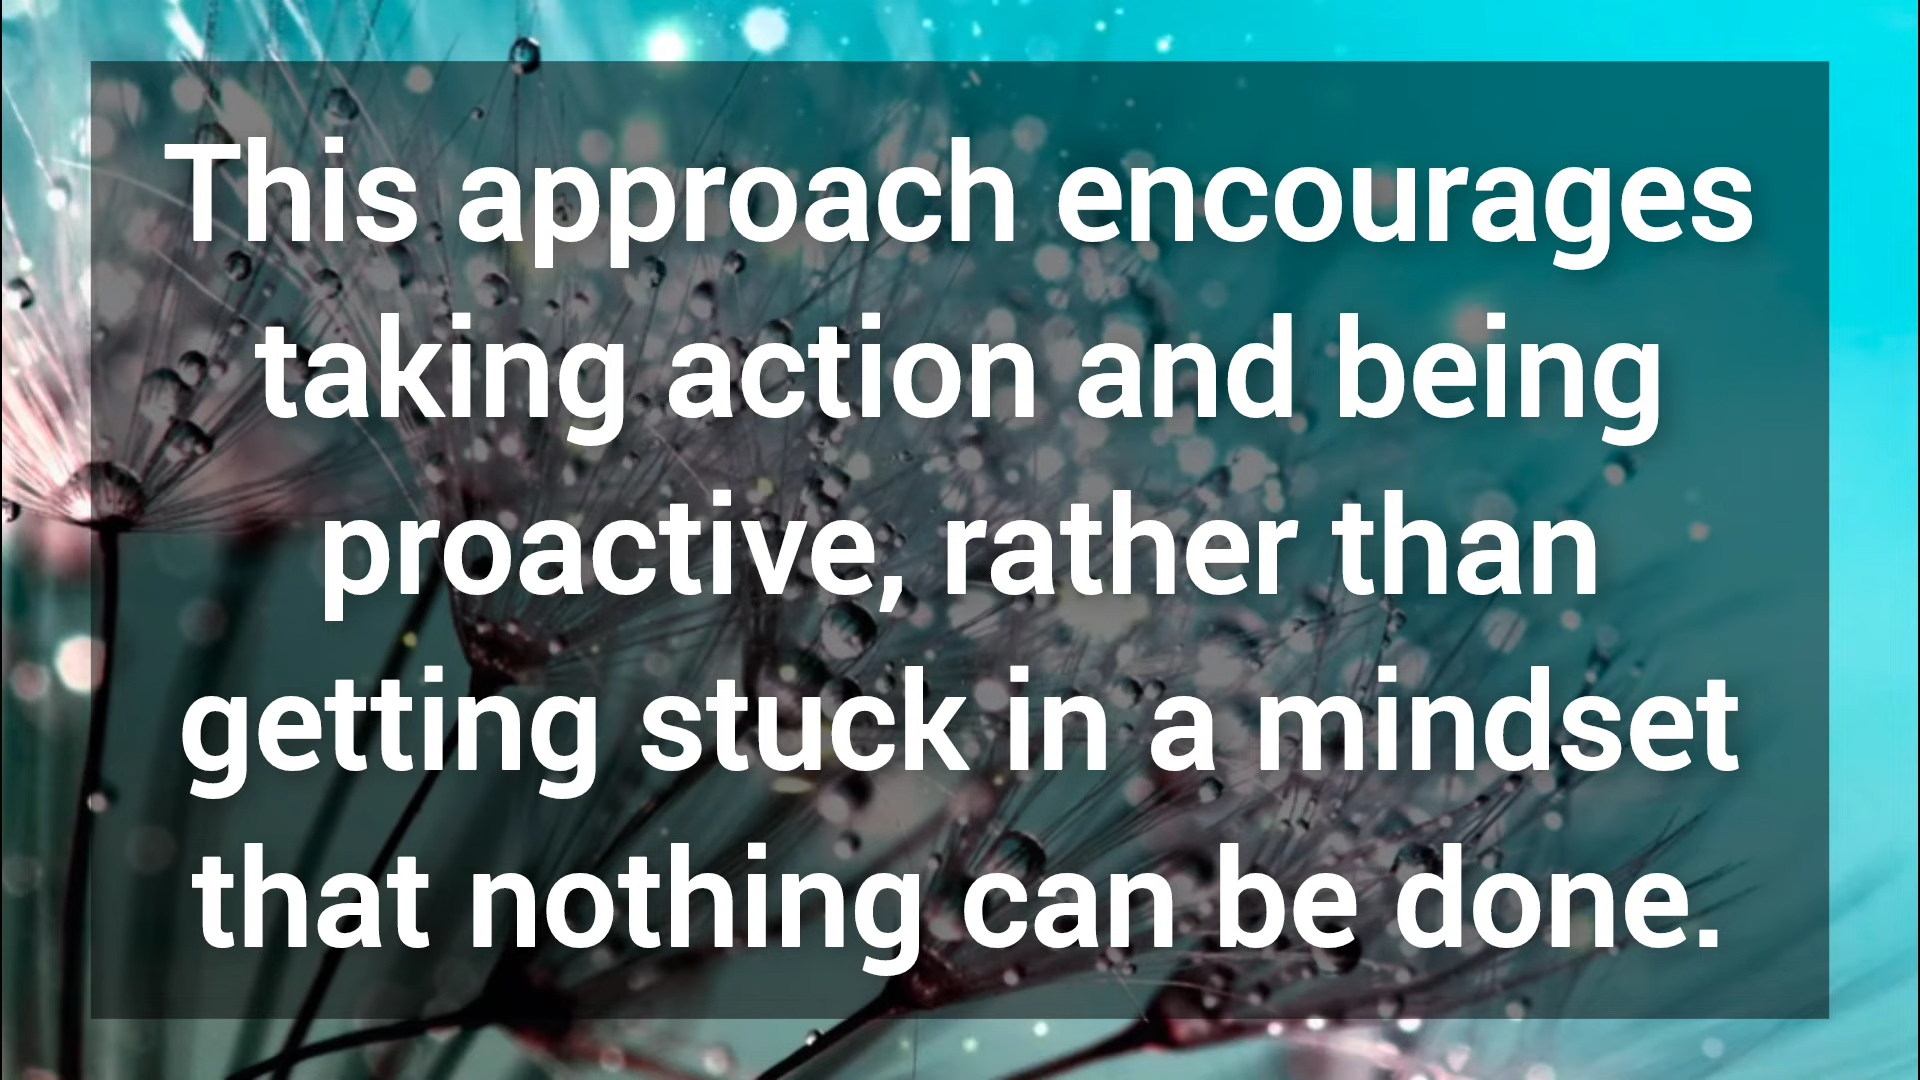 This approach encourages
taking action and being
proactive, rather than
getting stuck in a mindset
that nothing can be done.